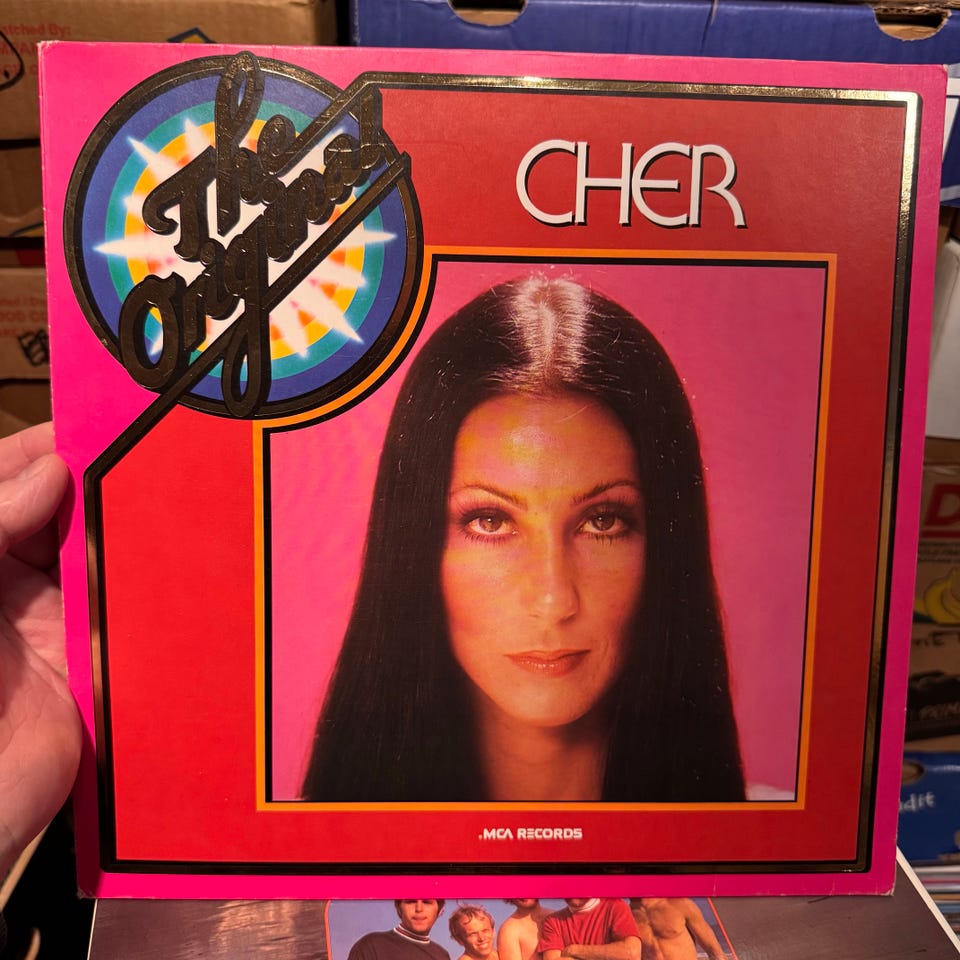 The
Original
CHER
.MCA RECORDS